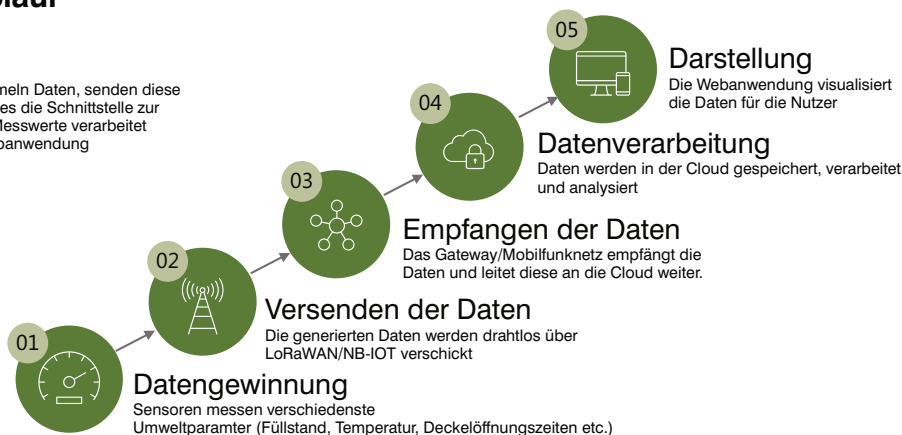 meln Daten, senden diese
es die Schnittstelle zur
Messwerte verarbeitet
banwendung
05
Darstellung
Die Webanwendung visualisiert
die Daten für die Nutzer
04
Datenverarbeitung
Daten werden in der Cloud gespeichert, verarbeitet
und analysiert
03
Empfangen der Daten
Das Gateway/Mobilfunknetz empfängt die
Daten und leitet diese an die Cloud weiter.
02
Versenden der Daten
Die generierten Daten werden drahtlos über
LoRaWAN/NB-IOT verschickt
01
Datengewinnung
Sensoren messen verschiedenste
Umweltparamter (Füllstand, Temperatur, Deckelöffnungszeiten etc.)